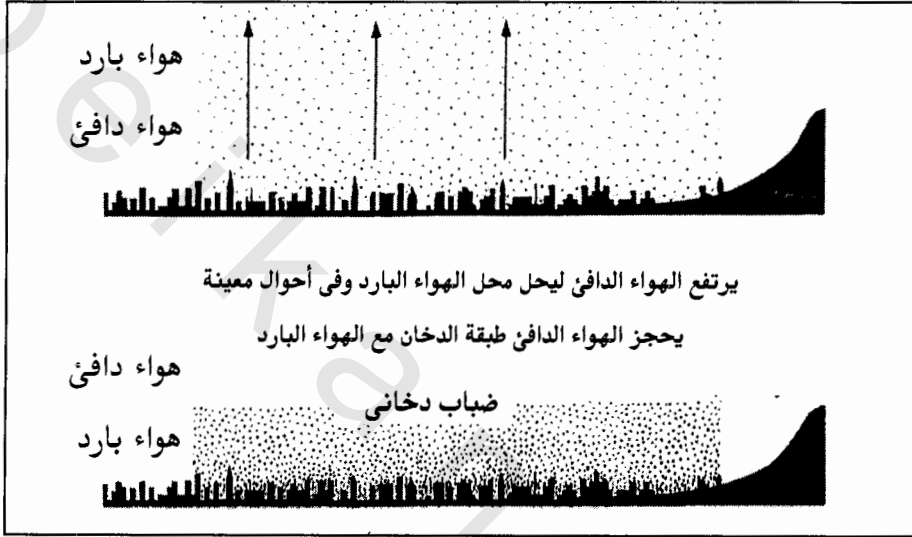 هواء بارد
هواء دافئ
يرتفع الهواء الدافئ ليحل محل الهواء البارد وفى أحوال معينة
يحجز الهواء الدافئ طبقة الدخان مع الهواء البارد
هواء دافئ
ضباب دخانى
هواء بارد